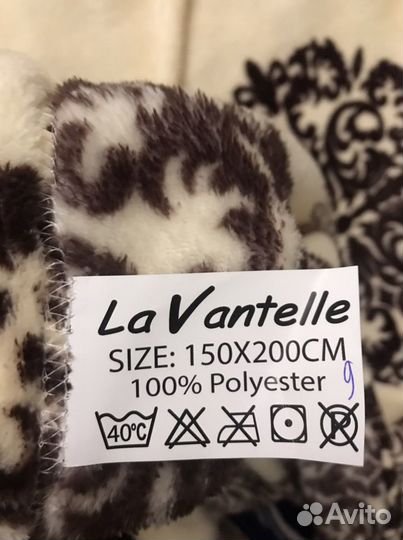 La Vantelle
SIZE: 150X200CM
100% Polyester 9
40°C P
Avito